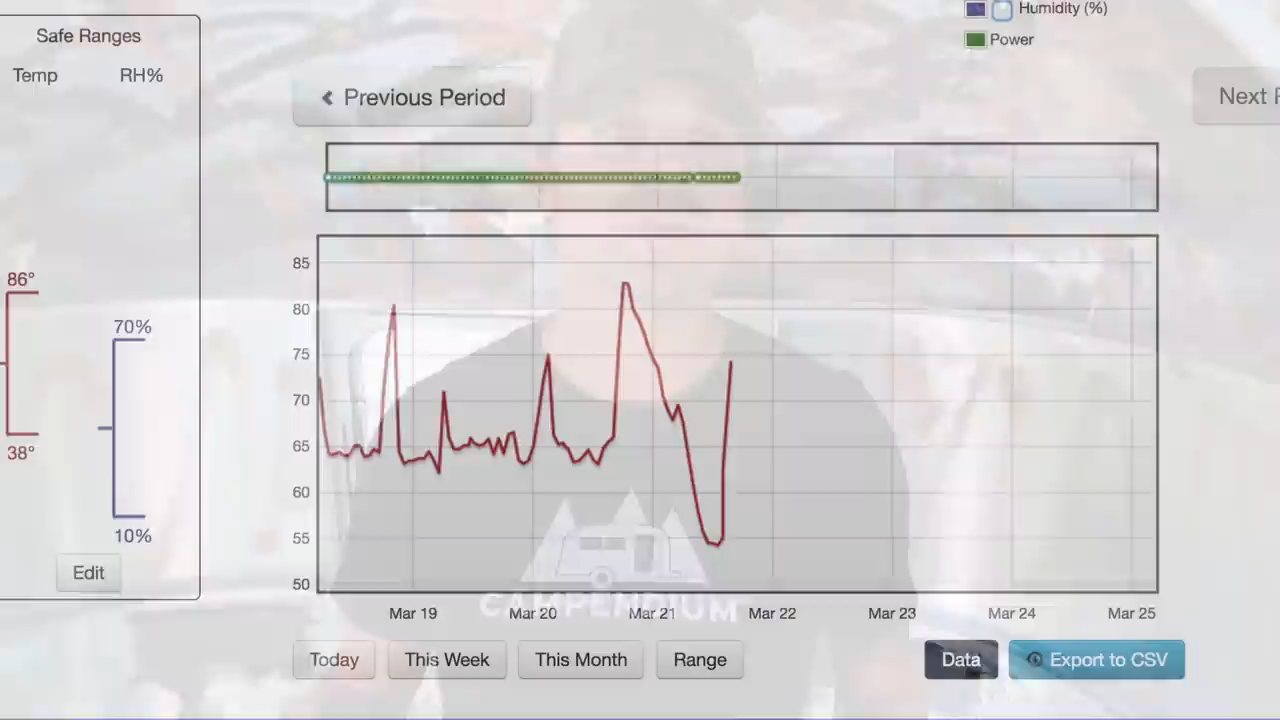 Safe Ranges
Temp RH%
86°
38°
70%
10%
Edit
Humidity (%)
Power
Previous Period
Next
85
80
75
70
65
60
55
50
Mar 19 Mar 20 Mar 21 Mar 22 Mar 23 Mar 24 Mar 25
CAMPENDIUM
Today This Week This Month Range Data Export to CSV